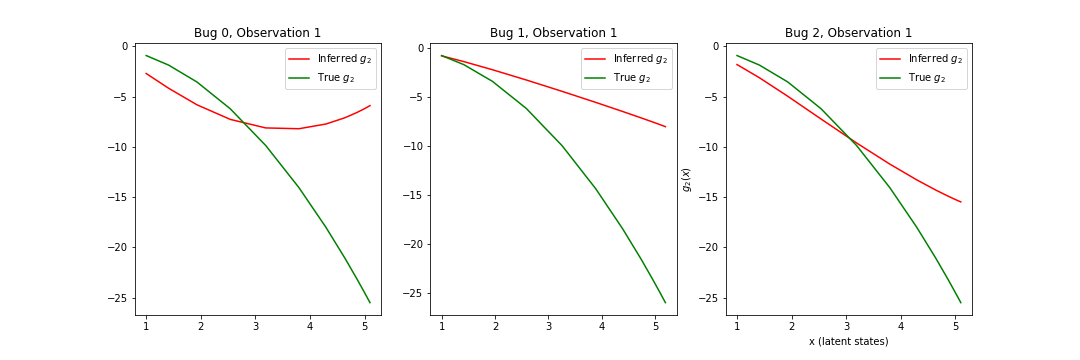 Bug 0, Observation 1
Inferred g₂
True g₂
0
−5
−10
−15
−20
−25
1 2 3 4 5
Bug 1, Observation 1
Inferred g₂
True g₂
0
−5
−10
−15
−20
−25
1 2 3 4 5
Bug 2, Observation 1
Inferred g₂
True g₂
g₂(x)
0
−5
−10
−15
−20
−25
1 2 3 4 5
x (latent states)